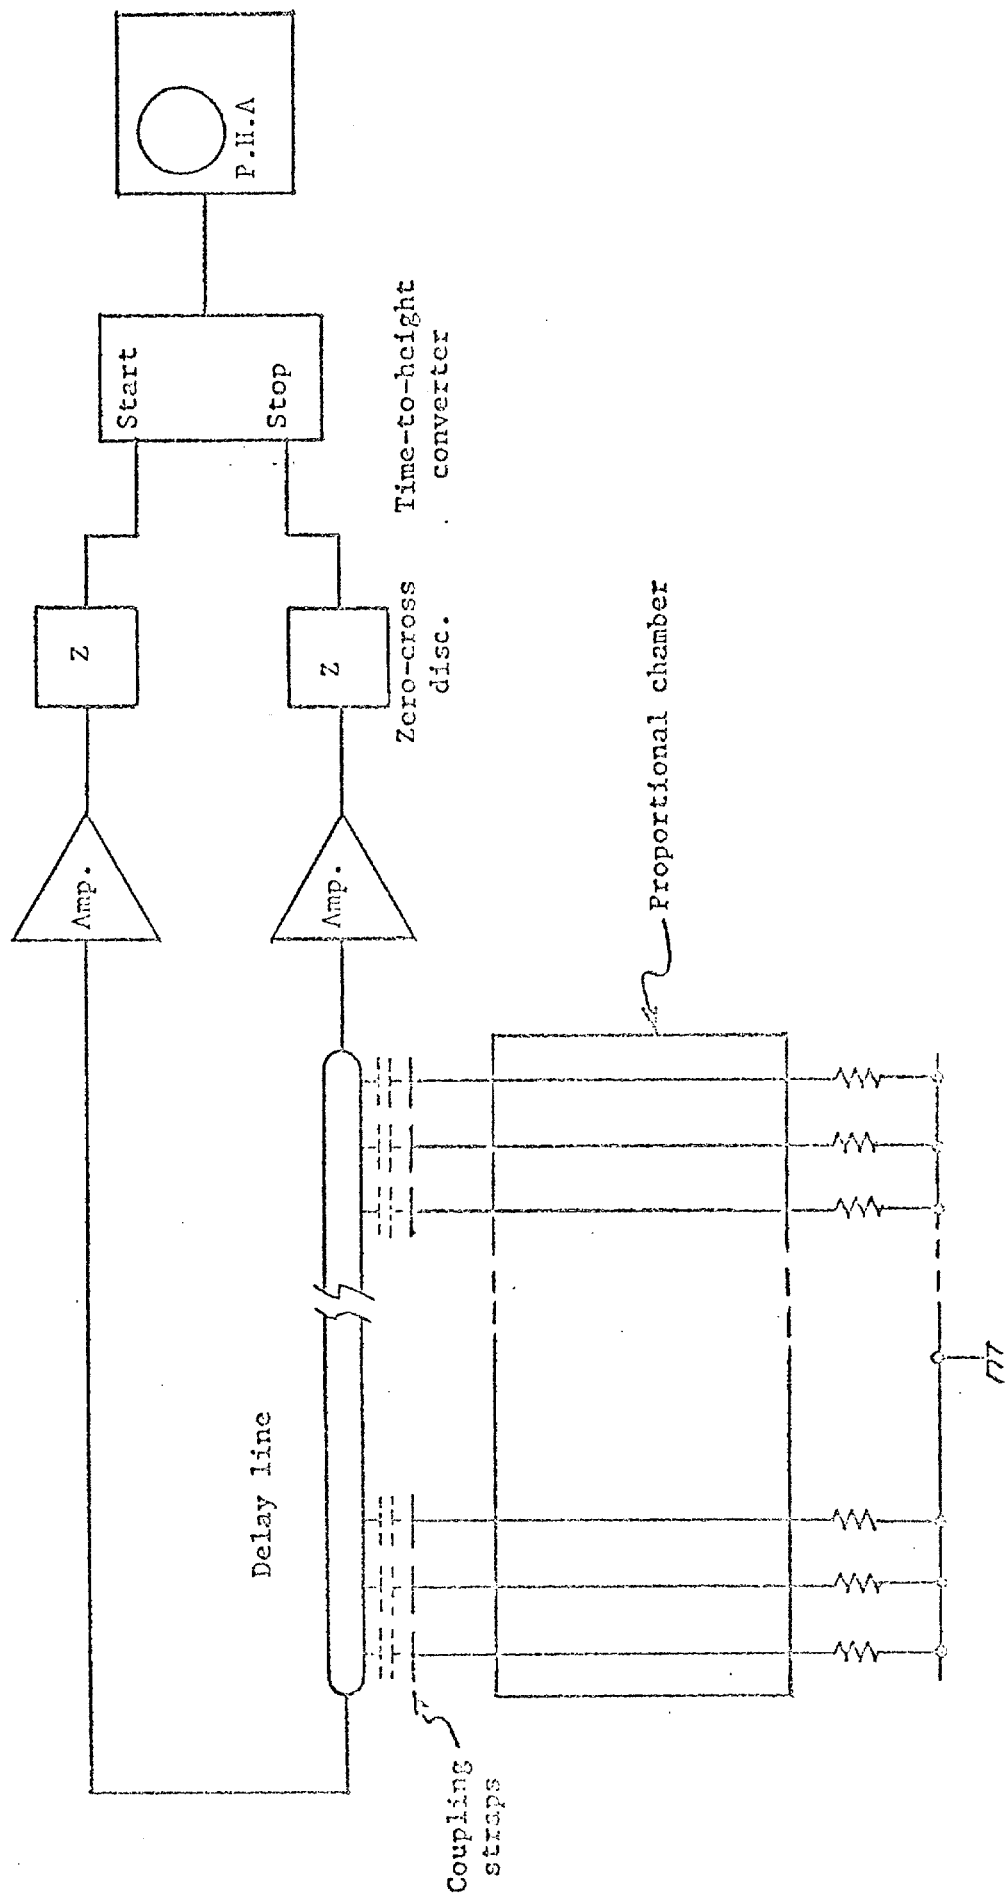 P.H.A
Start
Stop
Time-to-height
converter
Z
Z
Zero-cross
disc.
Amp.
Amp.
Proportional chamber
Delay line
Coupling
straps